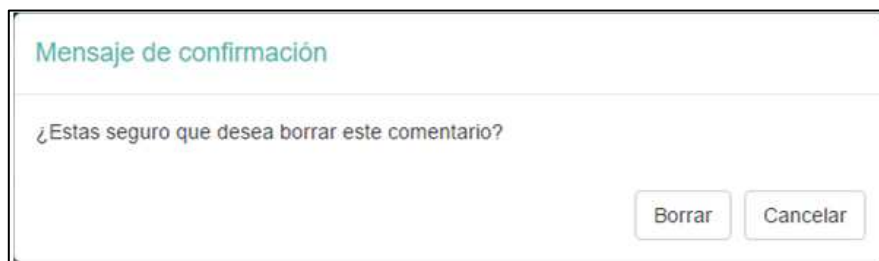 Mensaje de confirmación
¿Estas seguro que desea borrar este comentario?
Borrar Cancelar